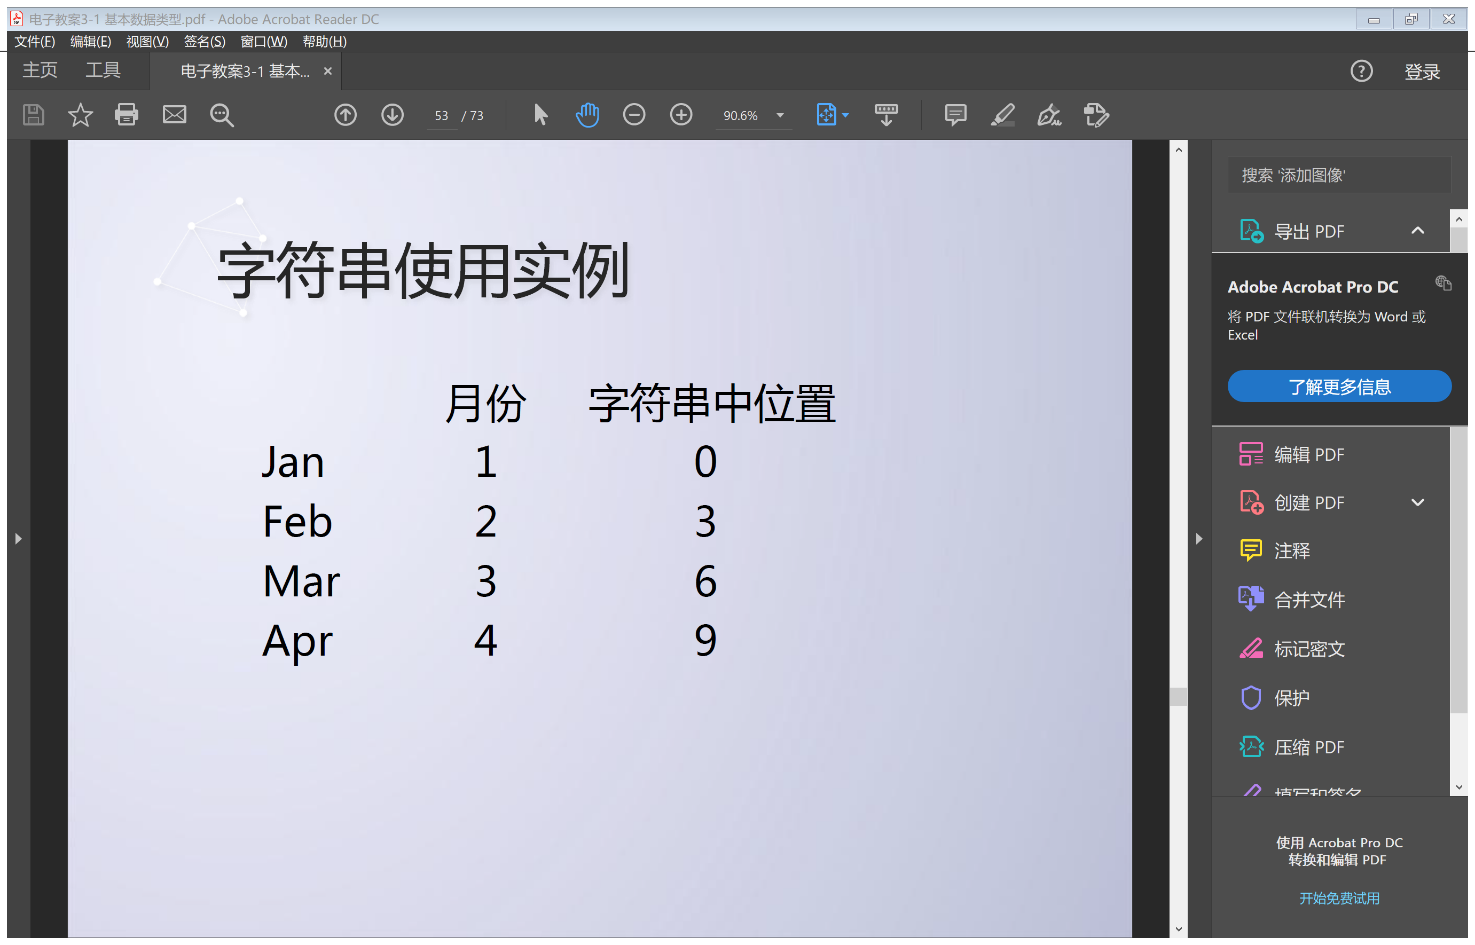 电子教案3-1 基本数据类型.pdf - Adobe Acrobat Reader DC
文件(F) 编辑(E) 视图(V) 签名(S) 窗口(W) 帮助(H)
主页 工具 电子教案3-1 基本... × ? 登录
53 / 73 90.6%
字符串使用实例
月份 字符串中位置
Jan 1 0
Feb 2 3
Mar 3 6
Apr 4 9
搜索 '添加图像'
导出 PDF
Adobe Acrobat Pro DC
将 PDF 文件联机转换为 Word 或
Excel
了解更多信息
编辑 PDF
创建 PDF
注释
合并文件
标记密文
保护
压缩 PDF
填写和签名
使用 Acrobat Pro DC
转换和编辑 PDF
开始免费试用